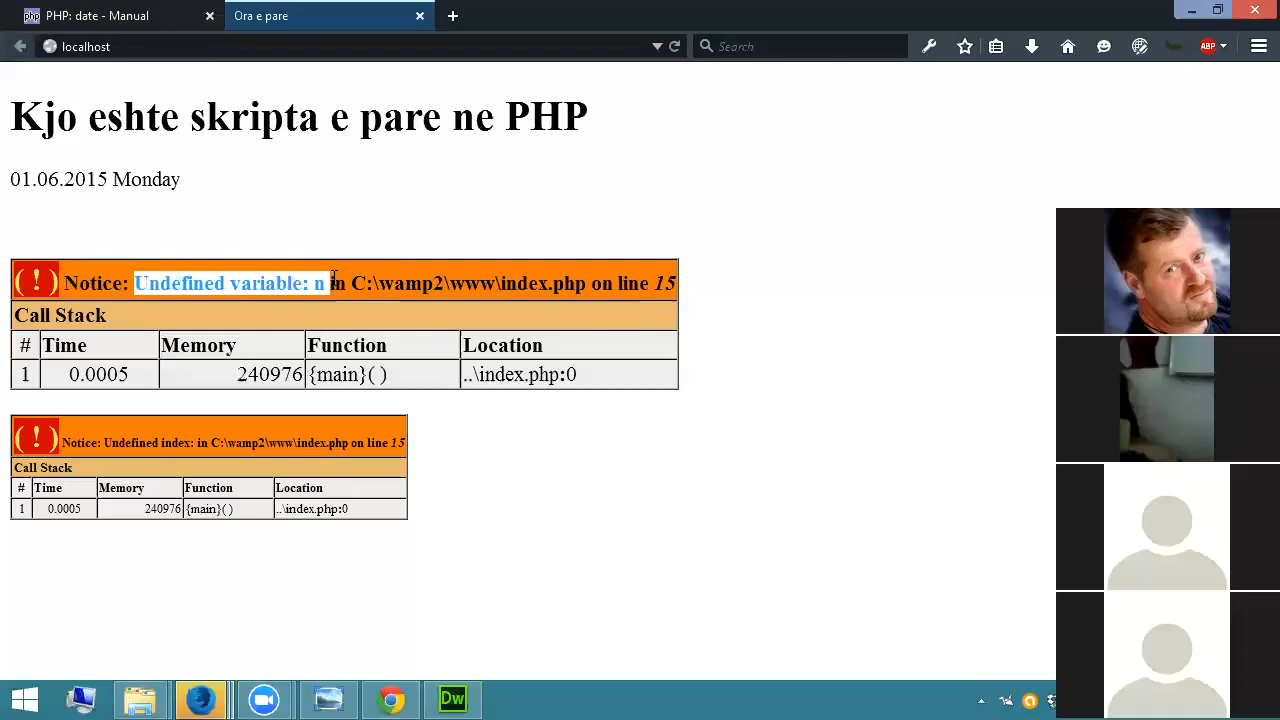 PHP: date - Manual
Ora e pare
localhost
Search
ABP
Kjo eshte skripta e pare ne PHP
01.06.2015 Monday
( ! ) Notice: Undefined variable: n in C:\wamp2\www\index.php on line 15
Call Stack
# Time Memory Function Location
1 0.0005 240976 {main}( ) ..\index.php:0
( ! ) Notice: Undefined index: in C:\wamp2\www\index.php on line 15
Call Stack
# Time Memory Function Location
1 0.0005 240976 {main}( ) ..\index.php:0
Dw